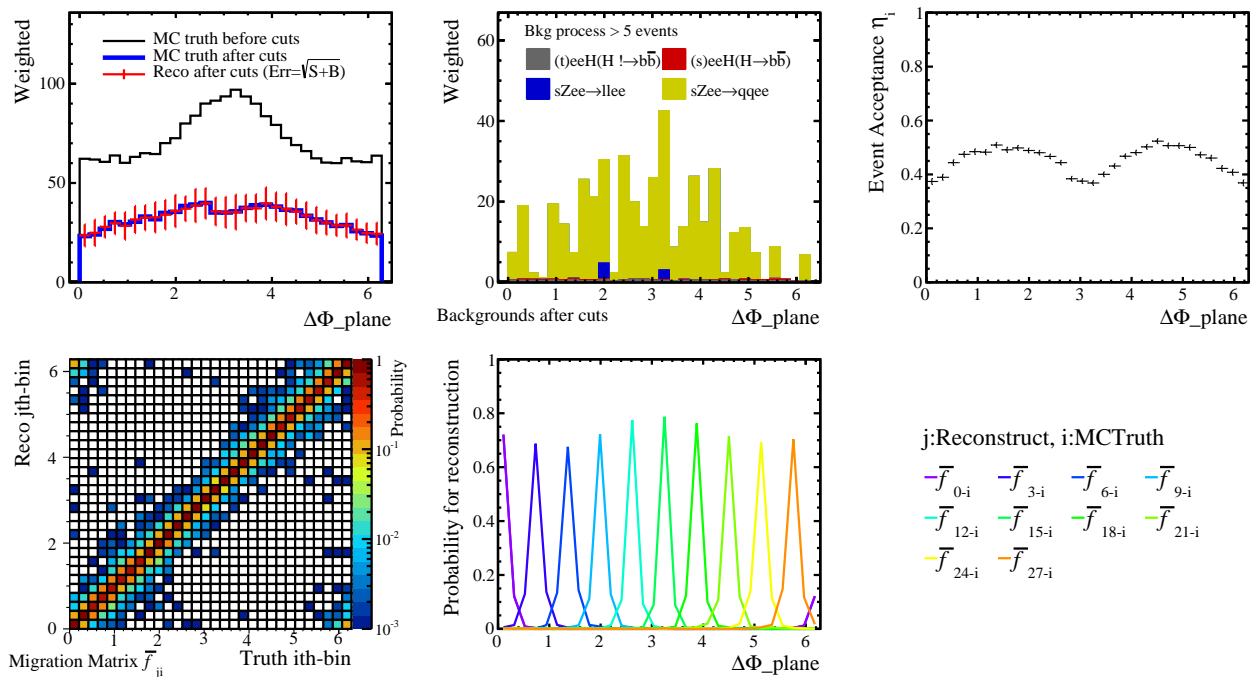 Weighted
100
50
0
MC truth before cuts
MC truth after cuts
Reco after cuts (Err=√S+B)
0 2 4 6
ΔΦ_plane
Weighted
60
40
20
0
Bkg process > 5 events
(t)eeH(H !→bb̅)
(s)eeH(H→bb̅)
sZee→llee
sZee→qqee
0 1 2 3 4 5 6
Backgrounds after cuts
ΔΦ_plane
Event Acceptance η_i
1
0.8
0.6
0.4
0.2
0
0 1 2 3 4 5 6
ΔΦ_plane
Reco jth-bin
6
4
2
0
0 1 2 3 4 5 6
1
10^-1
10^-2
10^-3
Probability
Migration Matrix f̅_ji
Truth ith-bin
Probability for reconstruction
1
0.8
0.6
0.4
0.2
0
0 1 2 3 4 5 6
ΔΦ_plane
j:Reconstruct, i:MCTruth
f̅_0-i f̅_3-i f̅_6-i f̅_9-i
f̅_12-i f̅_15-i f̅_18-i f̅_21-i
f̅_24-i f̅_27-i